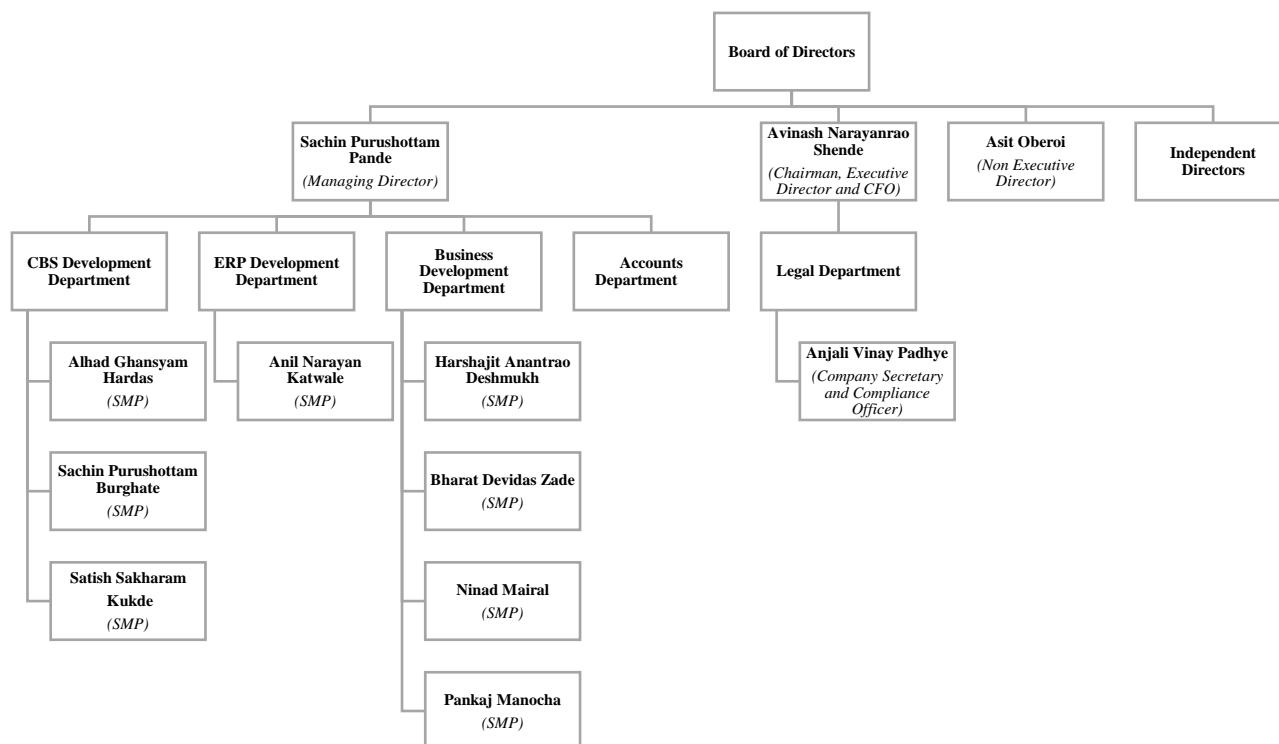 Board of Directors
Sachin Purushottam
Pande
(Managing Director)
Avinash Narayanrao
Shende
(Chairman, Executive
Director and CFO)
Asit Oberoi
(Non Executive
Director)
Independent
Directors
CBS Development
Department
ERP Development
Department
Business
Development
Department
Accounts
Department
Legal Department
Alhad Ghansyam
Hardas
(SMP)
Anil Narayan
Katwale
(SMP)
Harshajit Anantrao
Deshmukh
(SMP)
Anjali Vinay Padhye
(Company Secretary
and Compliance
Officer)
Sachin Purushottam
Burghate
(SMP)
Bharat Devidas Zade
(SMP)
Satish Sakharam
Kukde
(SMP)
Ninad Mairal
(SMP)
Pankaj Manocha
(SMP)